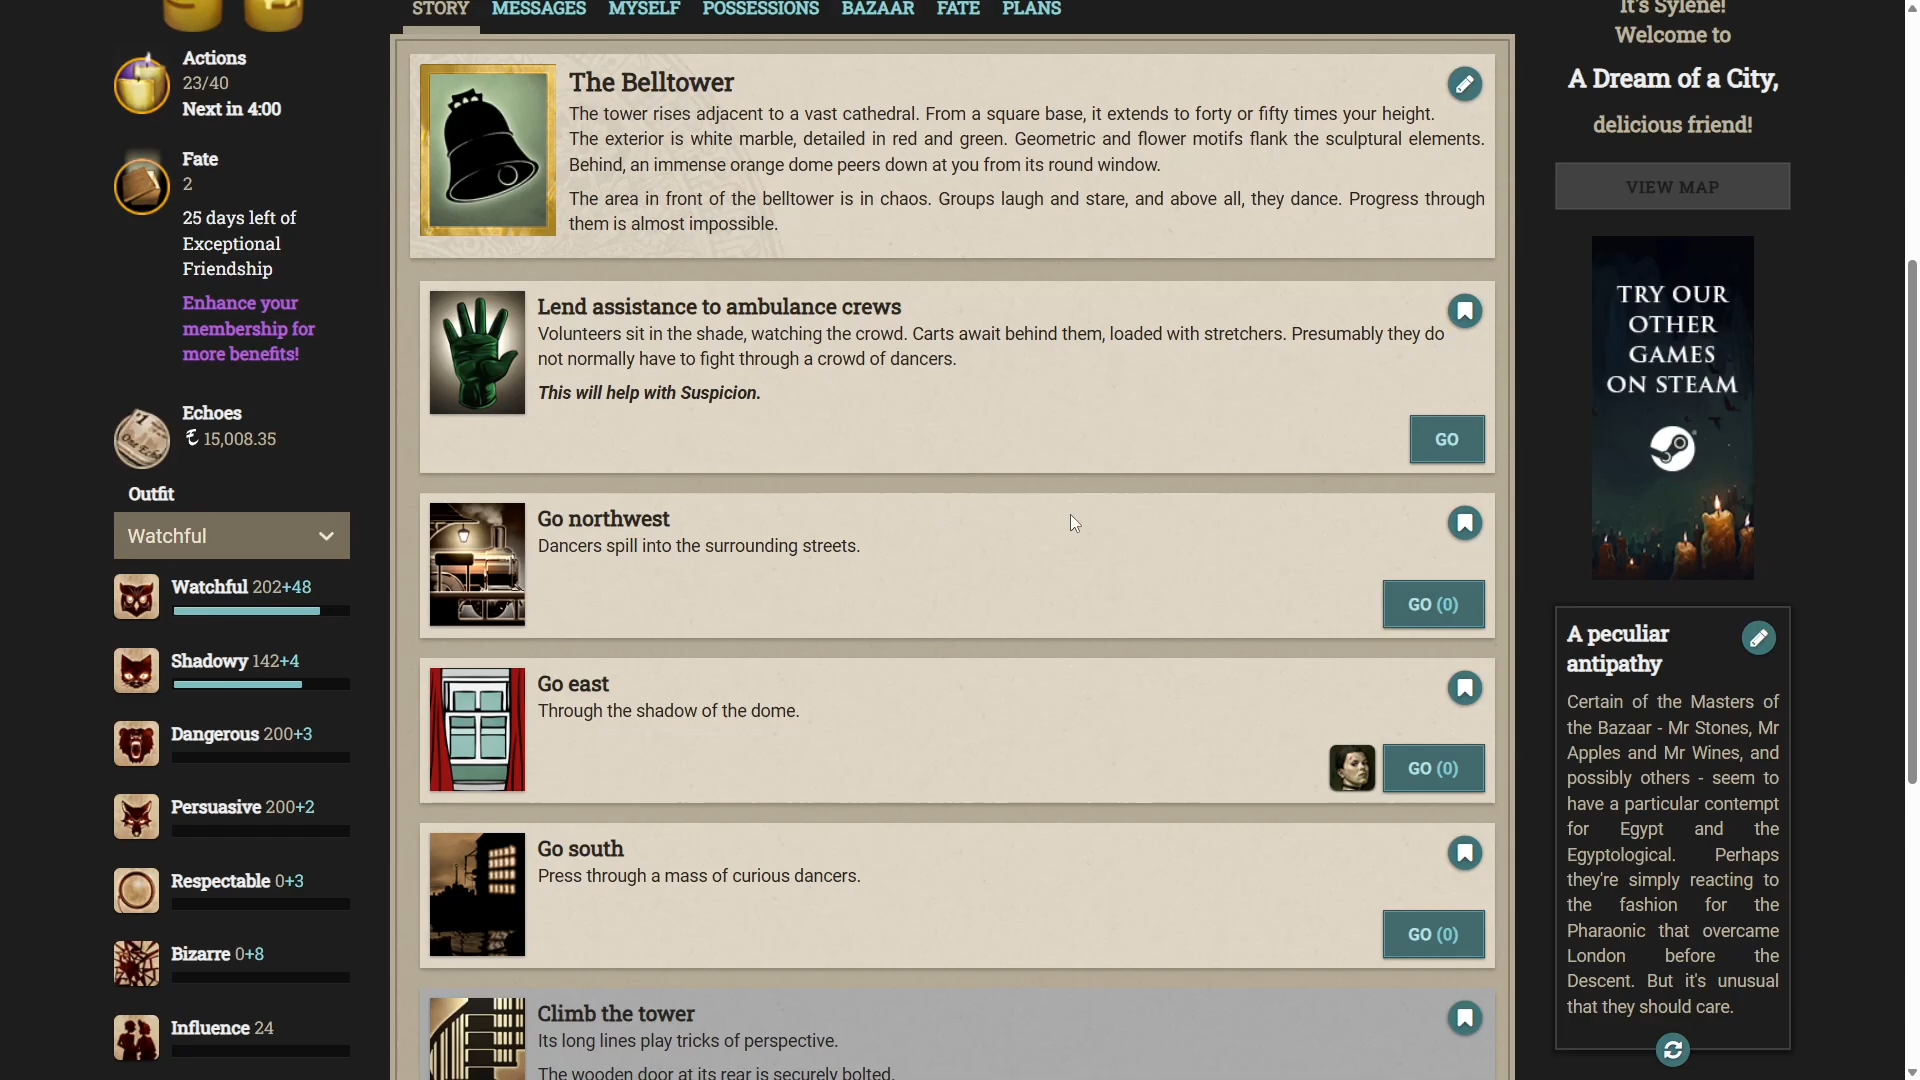 STORY MESSAGES MYSELF POSSESSIONS BAZAAR FATE PLANS
Actions
23/40
Next in 4:00
Fate
2
25 days left of
Exceptional
Friendship
Enhance your
membership for
more benefits!
Echoes
15,008.35
Outfit
Watchful
Watchful 202+48
Shadowy 142+4
Dangerous 200+3
Persuasive 200+2
Respectable 0+3
Bizarre 0+8
Influence 24
The Belltower
The tower rises adjacent to a vast cathedral. From a square base, it extends to forty or fifty times your height.
The exterior is white marble, detailed in red and green. Geometric and flower motifs flank the sculptural elements.
Behind, an immense orange dome peers down at you from its round window.
The area in front of the belltower is in chaos. Groups laugh and stare, and above all, they dance. Progress through
them is almost impossible.
Lend assistance to ambulance crews
Volunteers sit in the shade, watching the crowd. Carts await behind them, loaded with stretchers. Presumably they do
not normally have to fight through a crowd of dancers.
This will help with Suspicion.
GO
Go northwest
Dancers spill into the surrounding streets.
GO (0)
Go east
Through the shadow of the dome.
GO (0)
Go south
Press through a mass of curious dancers.
GO (0)
Climb the tower
Its long lines play tricks of perspective.
The wooden door at its rear is securely bolted.
It's Sylene!
Welcome to
A Dream of a City,
delicious friend!
VIEW MAP
TRY OUR
OTHER
GAMES
ON STEAM
A peculiar
antipathy
Certain of the Masters of
the Bazaar - Mr Stones, Mr
Apples and Mr Wines, and
possibly others - seem to
have a particular contempt
for Egypt and the
Egyptological. Perhaps
they're simply reacting to
the fashion for the
Pharaonic that overcame
London before the
Descent. But it's unusual
that they should care.